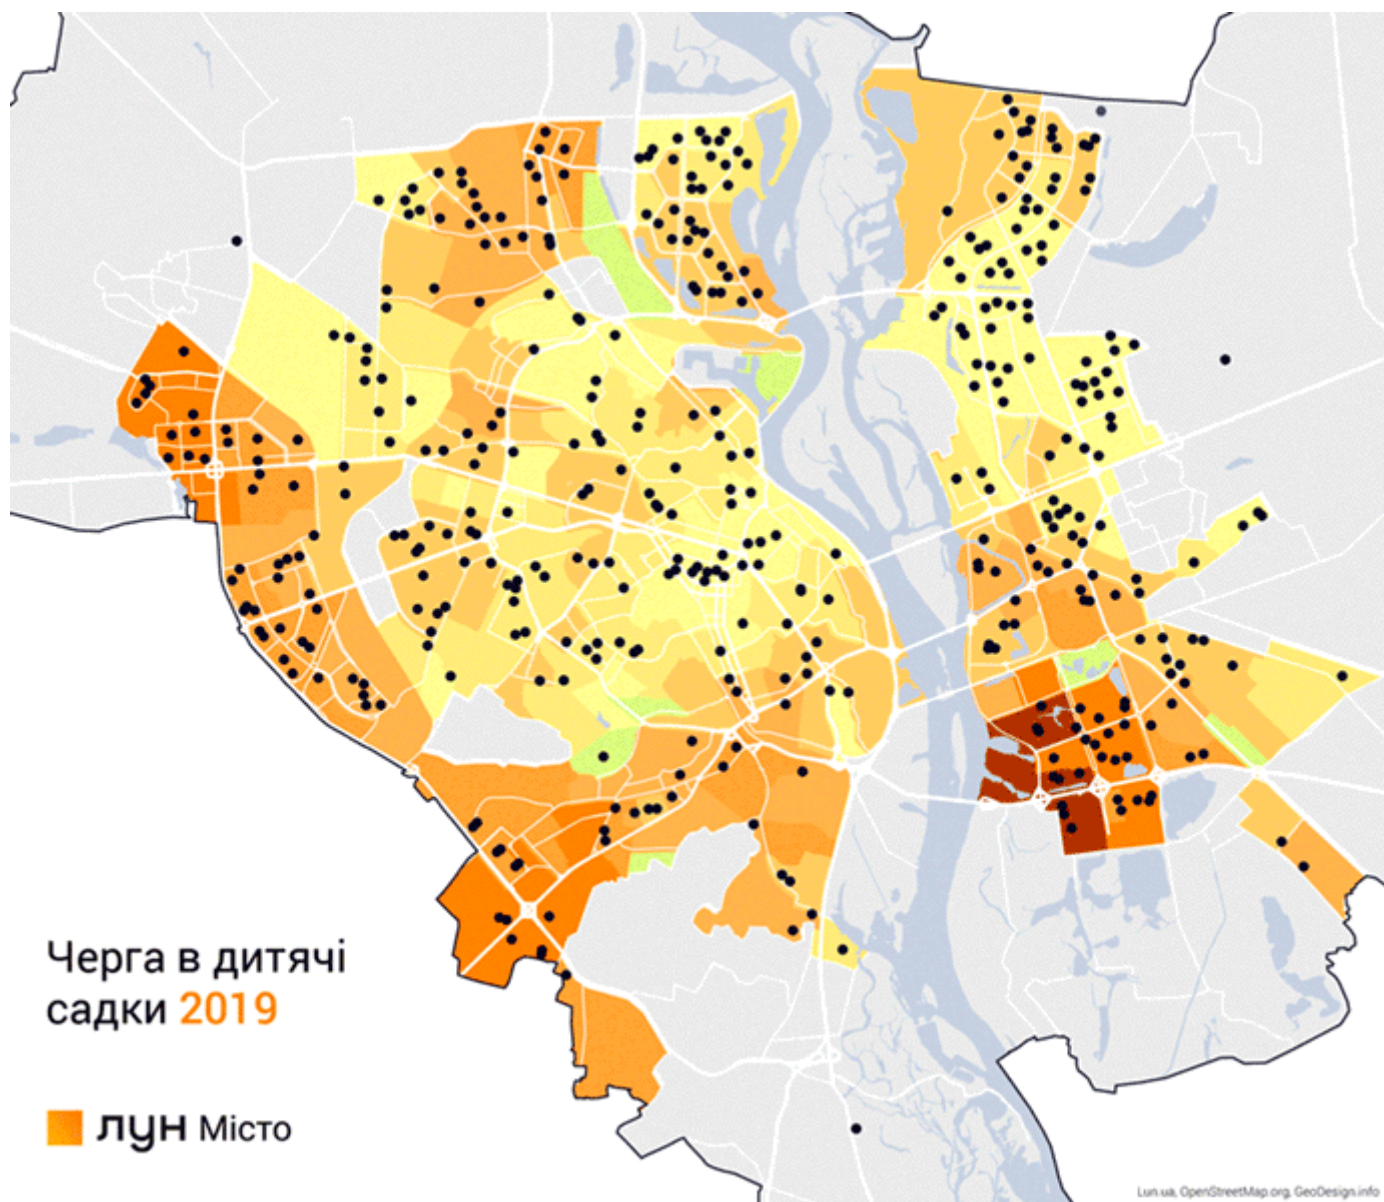 Черга в дитячі
садки 2019
лун Місто
Lun.ua, OpenStreetMap.org, GeoDesign.info